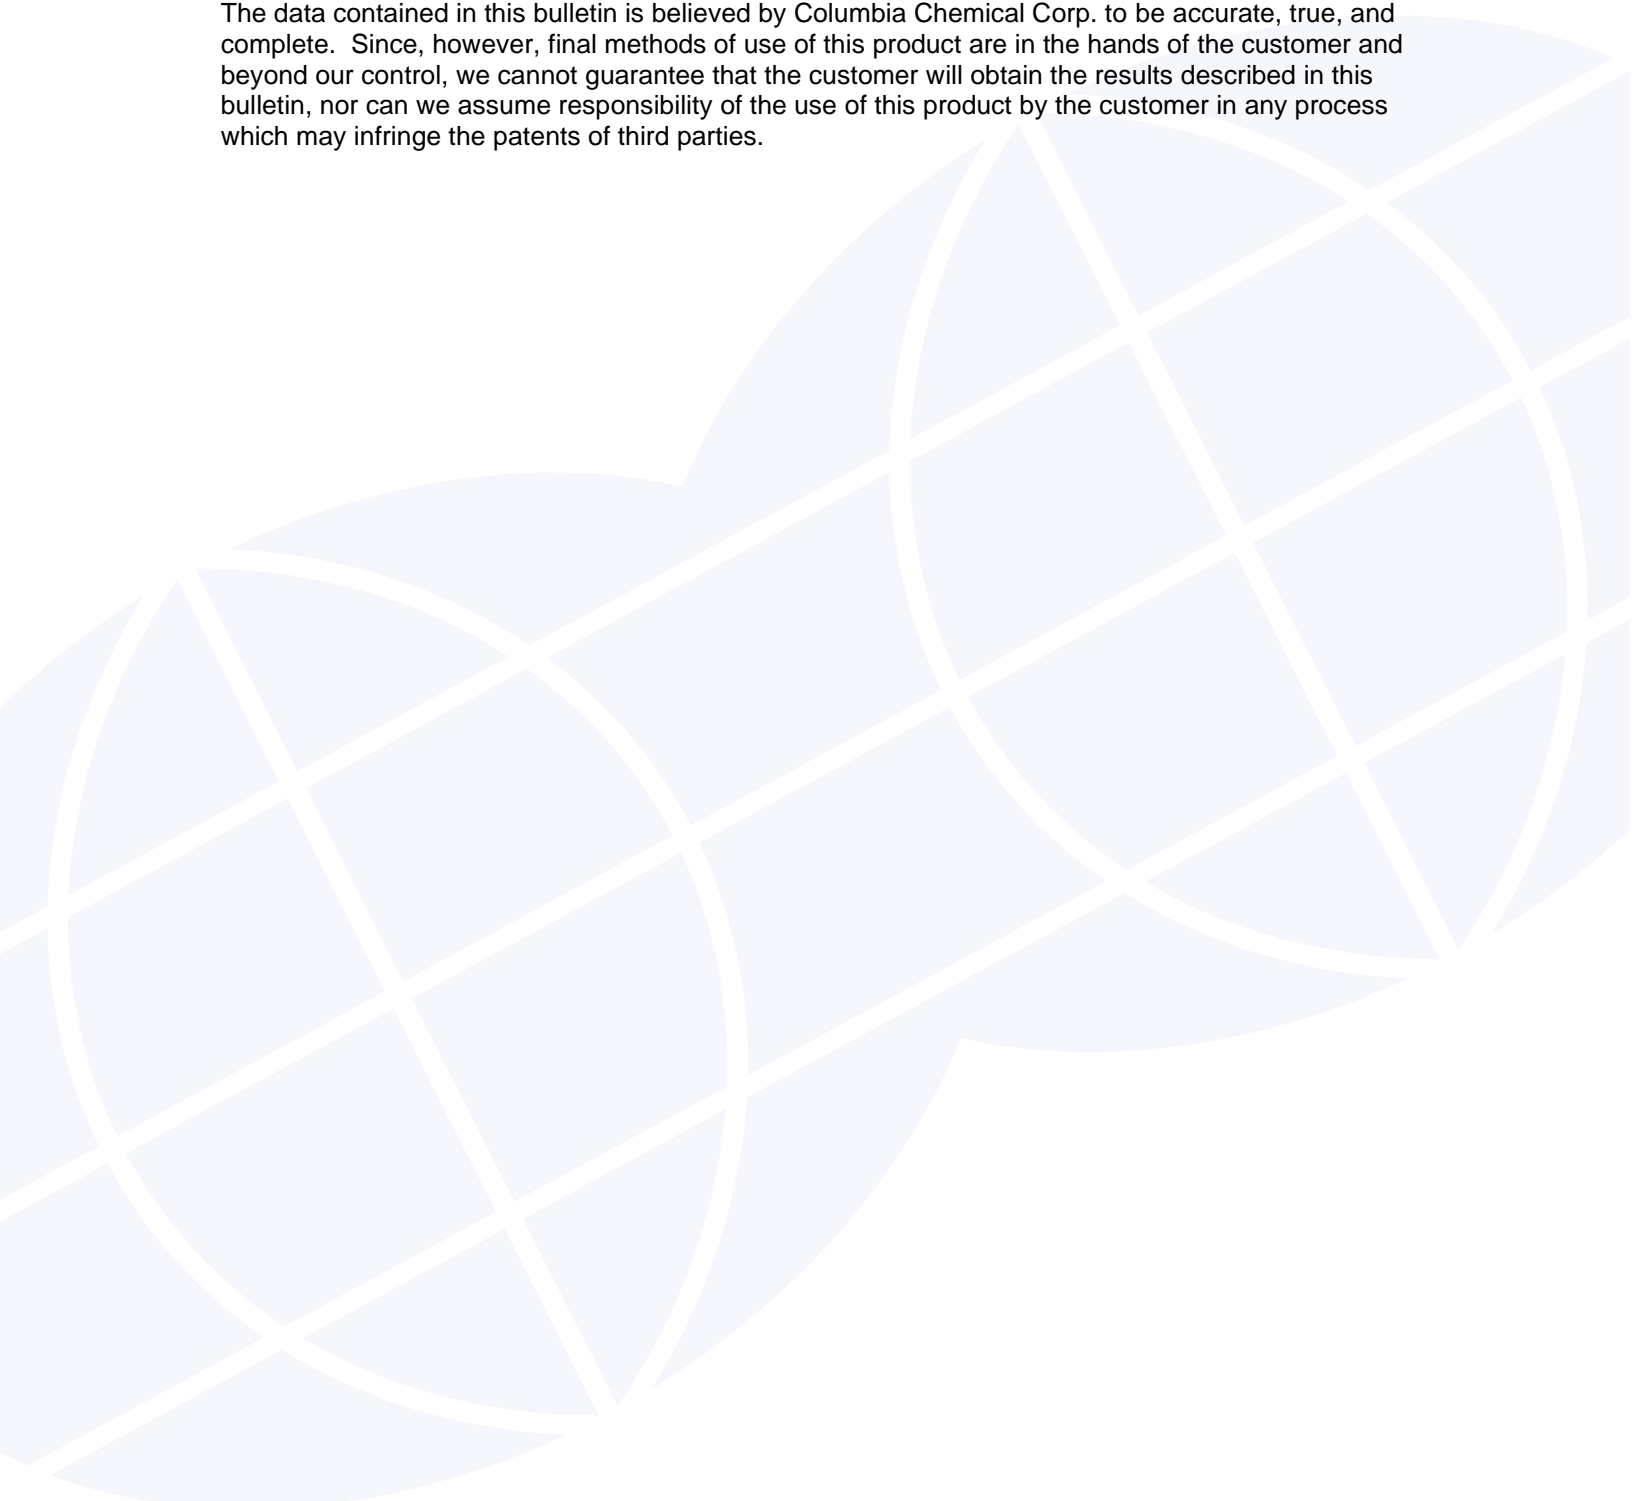 The data contained in this bulletin is believed by Columbia Chemical Corp. to be accurate, true, and
complete.  Since, however, final methods of use of this product are in the hands of the customer and
beyond our control, we cannot guarantee that the customer will obtain the results described in this
bulletin, nor can we assume responsibility of the use of this product by the customer in any process
which may infringe the patents of third parties.